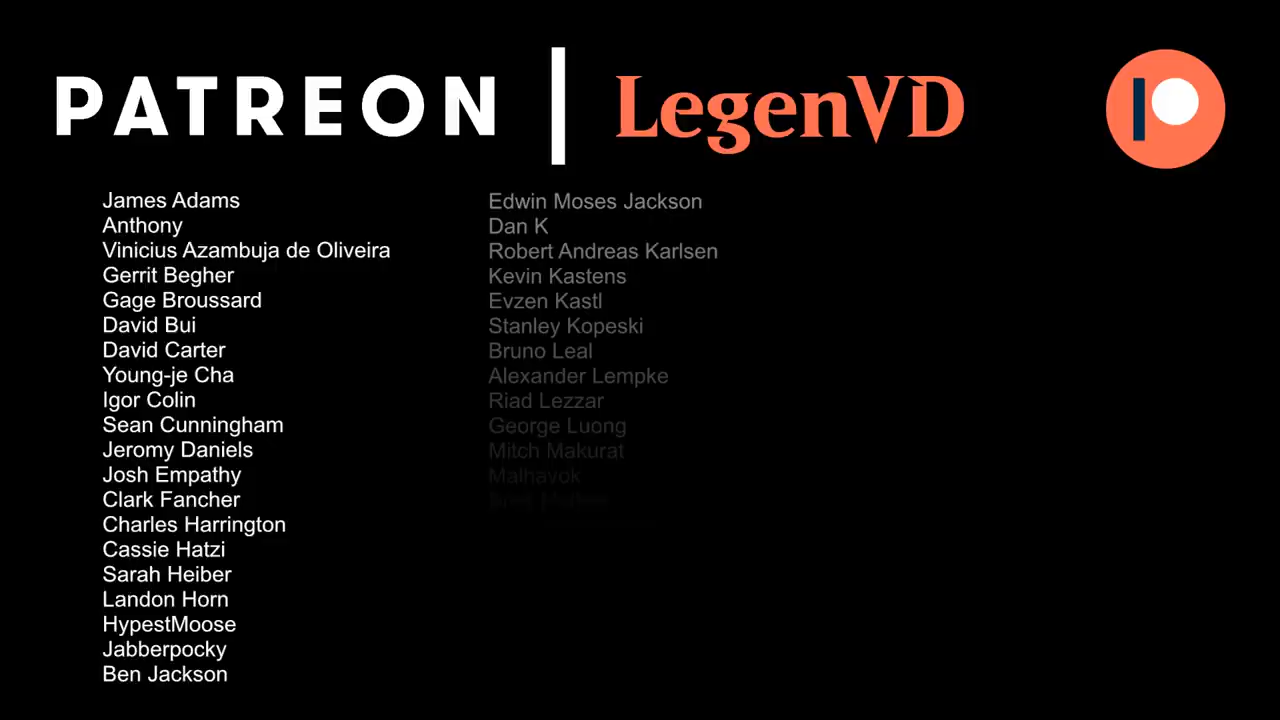 PATREON | LegenVD
James Adams
Anthony
Vinicius Azambuja de Oliveira
Gerrit Begher
Gage Broussard
David Bui
David Carter
Young-je Cha
Igor Colin
Sean Cunningham
Jeromy Daniels
Josh Empathy
Clark Fancher
Charles Harrington
Cassie Hatzi
Sarah Heiber
Landon Horn
HypestMoose
Jabberpocky
Ben Jackson
Edwin Moses Jackson
Dan K
Robert Andreas Karlsen
Kevin Kastens
Evzen Kastl
Stanley Kopeski
Bruno Leal
Alexander Lempke
Riad Lezzar
George Luong
Mitch Makurat
Malhavok